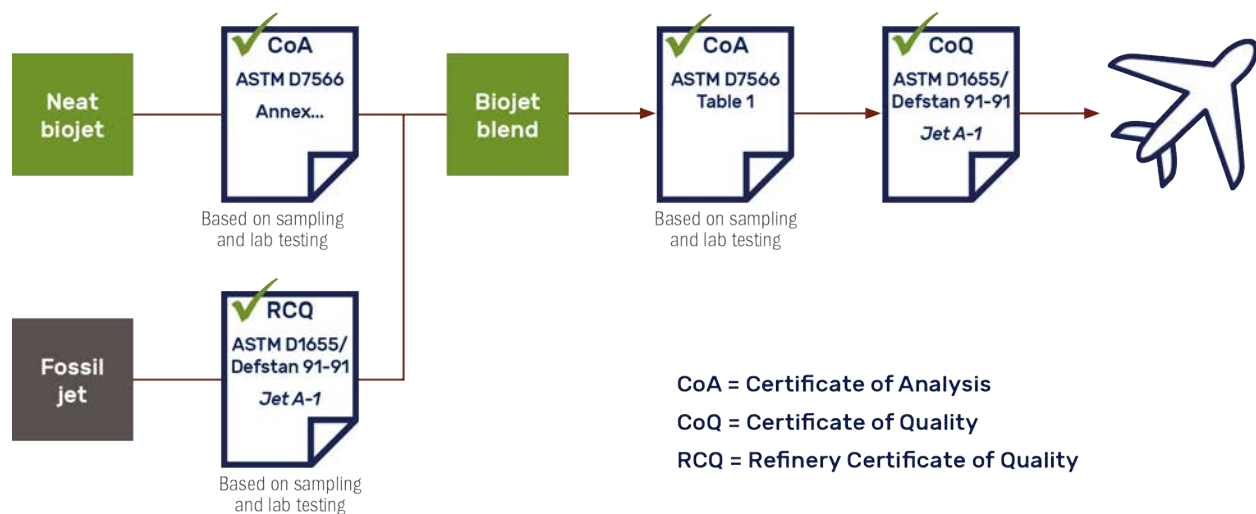 Neat
biojet
CoA
ASTM D7566
Annex...
Based on sampling
and lab testing
Biojet
blend
CoA
ASTM D7566
Table 1
Based on sampling
and lab testing
CoQ
ASTM D1655/
Defstan 91-91
Jet A-1
Fossil
jet
RCQ
ASTM D1655/
Defstan 91-91
Jet A-1
Based on sampling
and lab testing
CoA = Certificate of Analysis
CoQ = Certificate of Quality
RCQ = Refinery Certificate of Quality